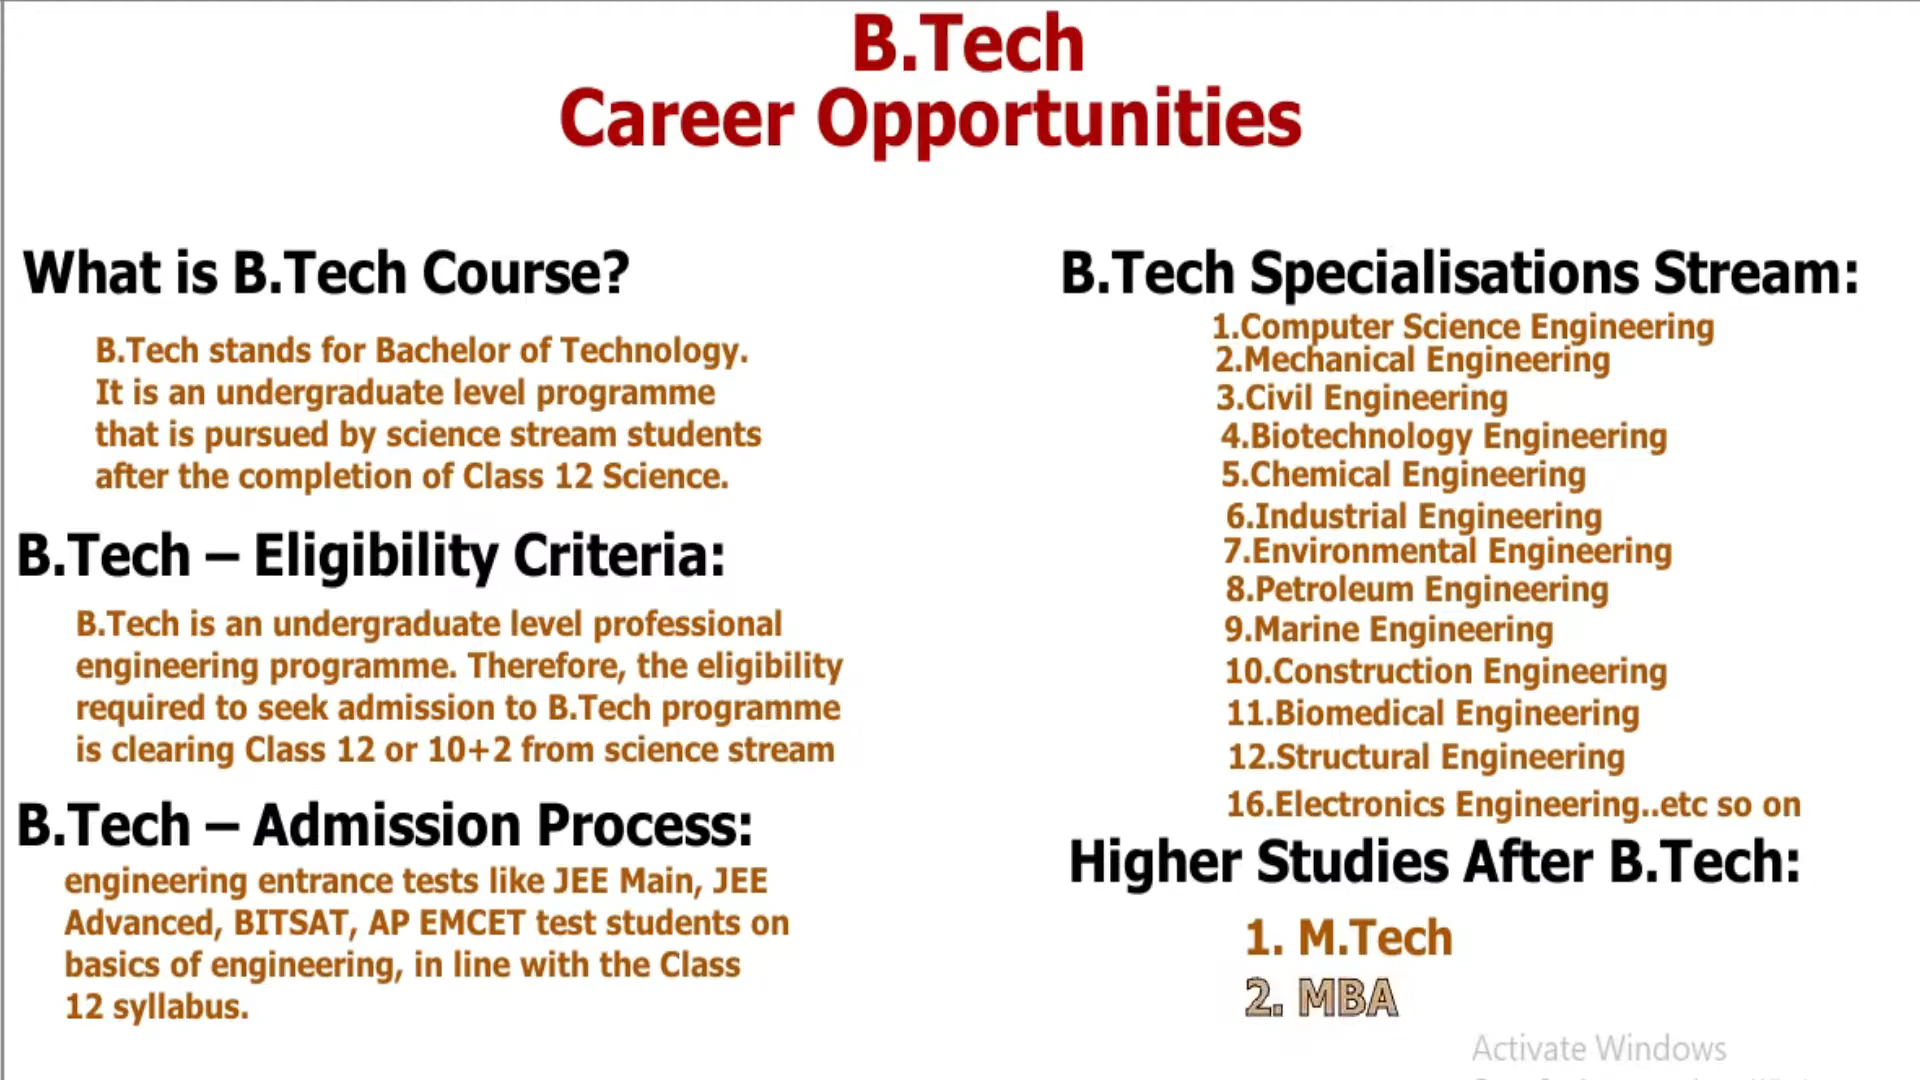 B.Tech
Career Opportunities
What is B.Tech Course?
B.Tech stands for Bachelor of Technology.
It is an undergraduate level programme
that is pursued by science stream students
after the completion of Class 12 Science.
B.Tech – Eligibility Criteria:
B.Tech is an undergraduate level professional
engineering programme. Therefore, the eligibility
required to seek admission to B.Tech programme
is clearing Class 12 or 10+2 from science stream
B.Tech – Admission Process:
engineering entrance tests like JEE Main, JEE
Advanced, BITSAT, AP EMCET test students on
basics of engineering, in line with the Class
12 syllabus.
B.Tech Specialisations Stream:
1.Computer Science Engineering
2.Mechanical Engineering
3.Civil Engineering
4.Biotechnology Engineering
5.Chemical Engineering
6.Industrial Engineering
7.Environmental Engineering
8.Petroleum Engineering
9.Marine Engineering
10.Construction Engineering
11.Biomedical Engineering
12.Structural Engineering
16.Electronics Engineering..etc so on
Higher Studies After B.Tech:
1. M.Tech
2. MBA
Activate Windows